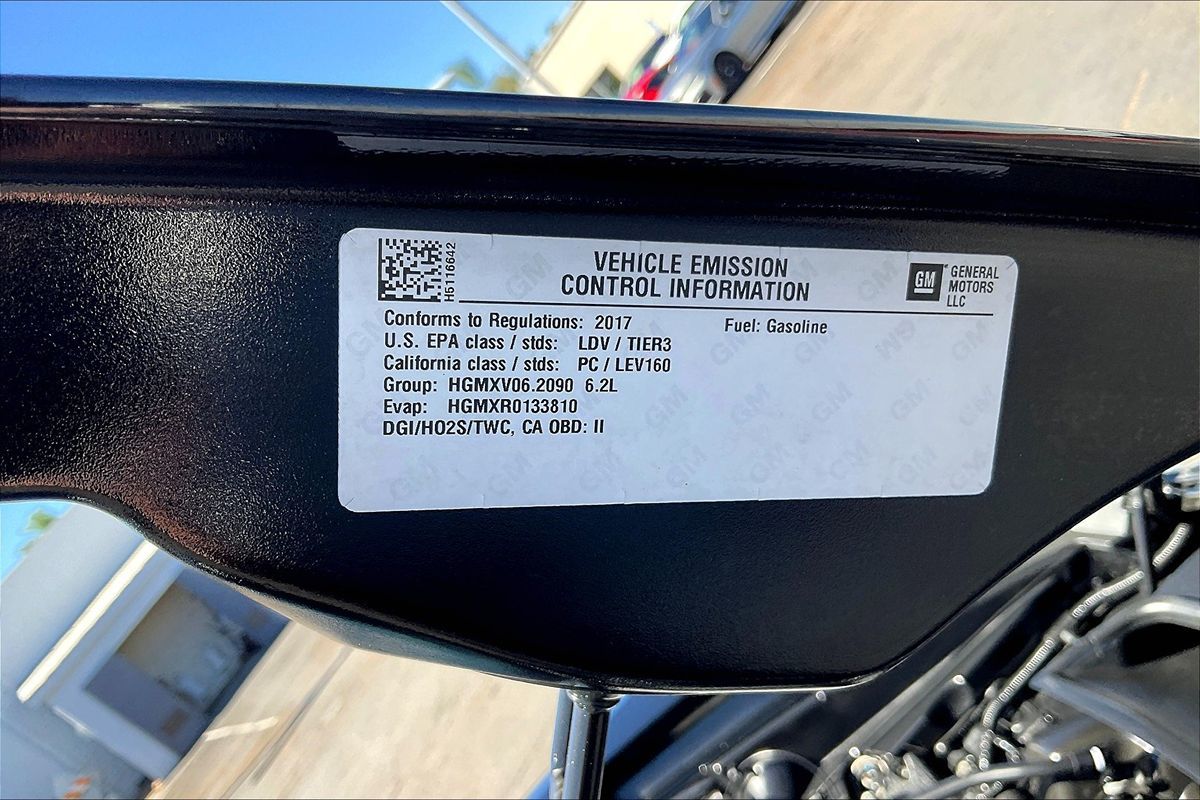 H6116642
VEHICLE EMISSION
CONTROL INFORMATION
GM
GENERAL
MOTORS
LLC
Conforms to Regulations: 2017
Fuel: Gasoline
U.S. EPA class / stds: LDV / TIER3
California class / stds: PC / LEV160
Group: HGMXV06.2090 6.2L
Evap: HGMXR0133810
DGI/HO2S/TWC, CA OBD: II